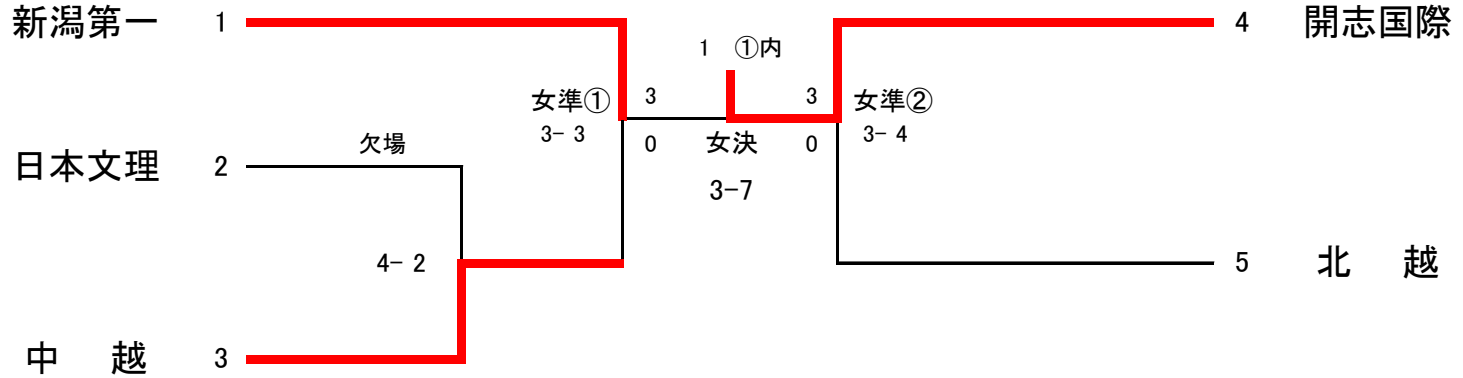 新潟第一 1
4 開志国際
1 ①内
女準① 3
3 女準②
3- 3
3- 4
欠場
0 女決 0
日本文理 2
3-7
4- 2
5 北 越
中 越 3